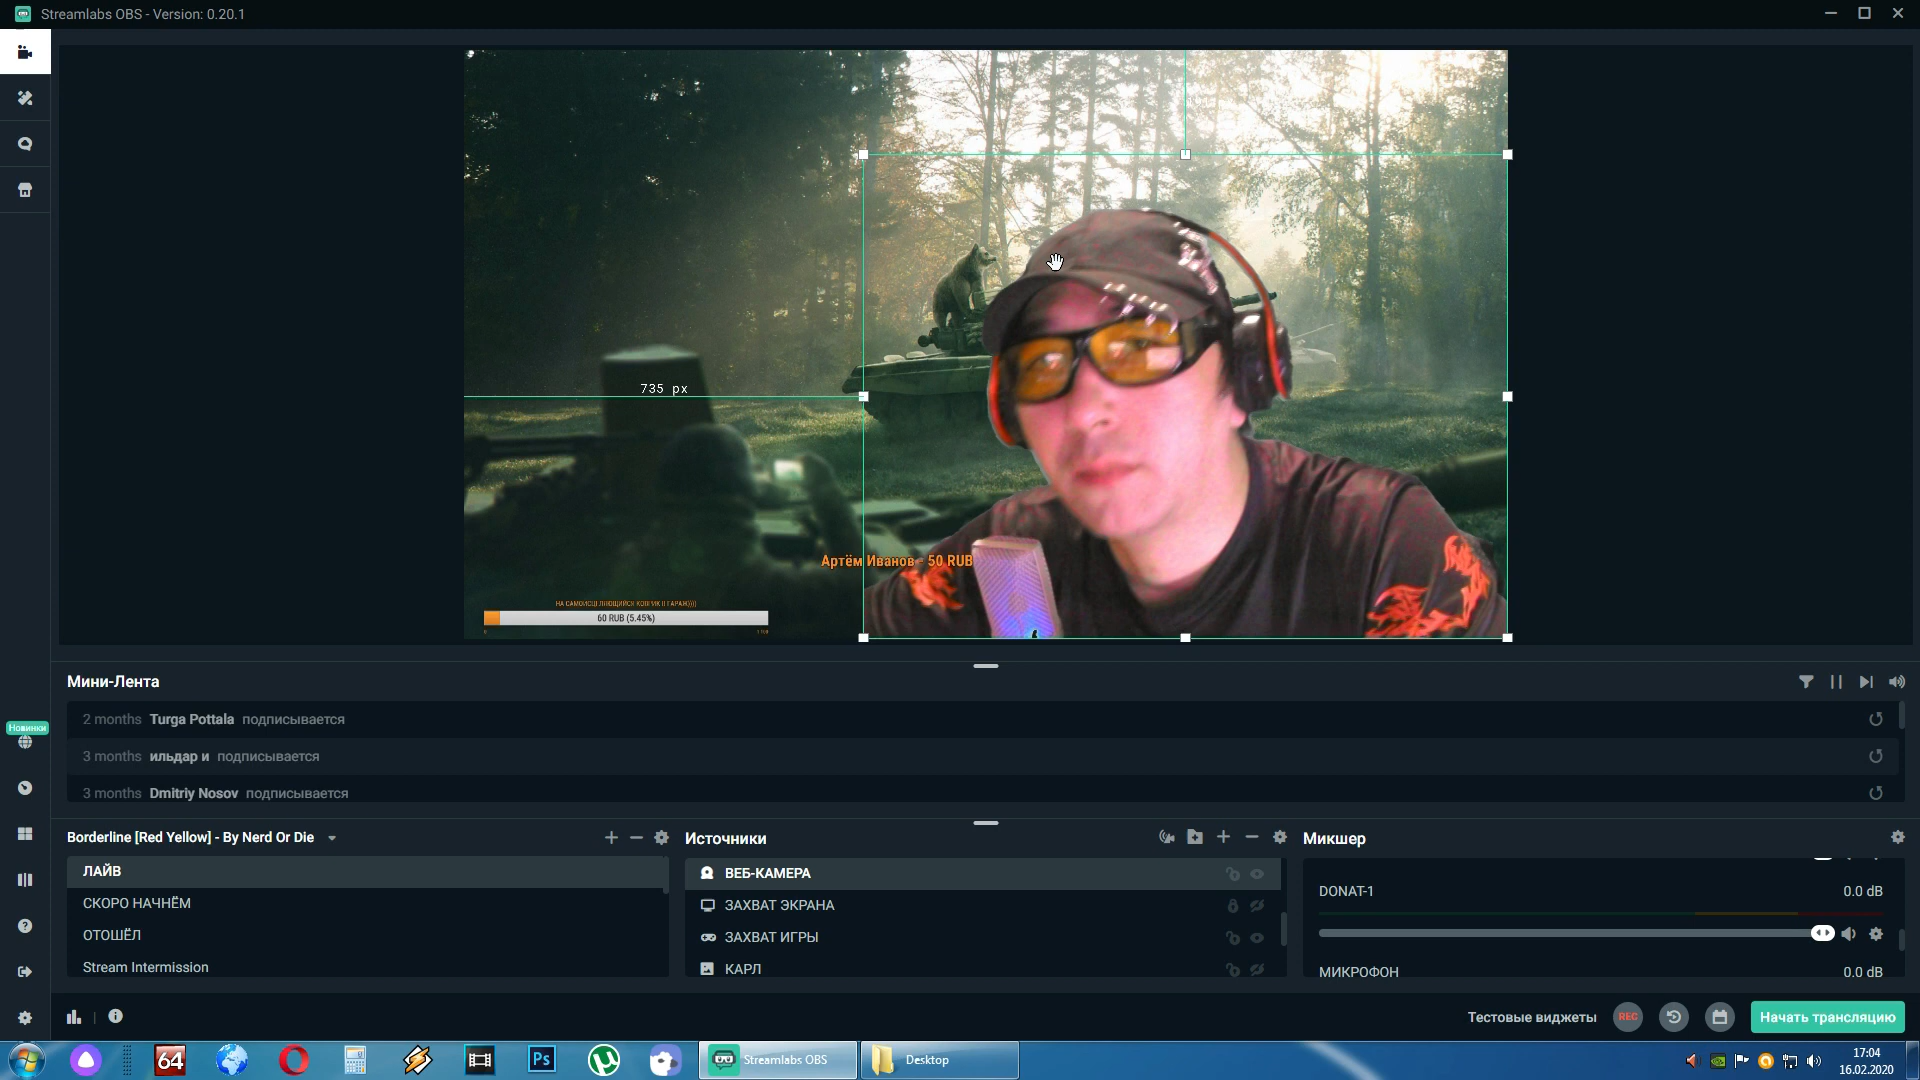 Streamlabs OBS - Version: 0.20.1
735 px
Артём Иванов - 50 RUB
60 RUB (5.45%)
0
Мини-Лента
2 months Turga Pottala подписывается
3 months ильдар и подписывается
3 months Dmitriy Nosov подписывается
Новинки
Borderline [Red Yellow] - By Nerd Or Die
ЛАЙВ
СКОРО НАЧНЁМ
ОТОШЁЛ
Stream Intermission
Источники
ВЕБ-КАМЕРА
ЗАХВАТ ЭКРАНА
ЗАХВАТ ИГРЫ
КАРЛ
Микшер
DONAT-1 0.0 dB
МИКРОФОН 0.0 dB
Тестовые виджеты
REC
Начать трансляцию
64
Ps
Streamlabs OBS
Desktop
17:04
16.02.2020